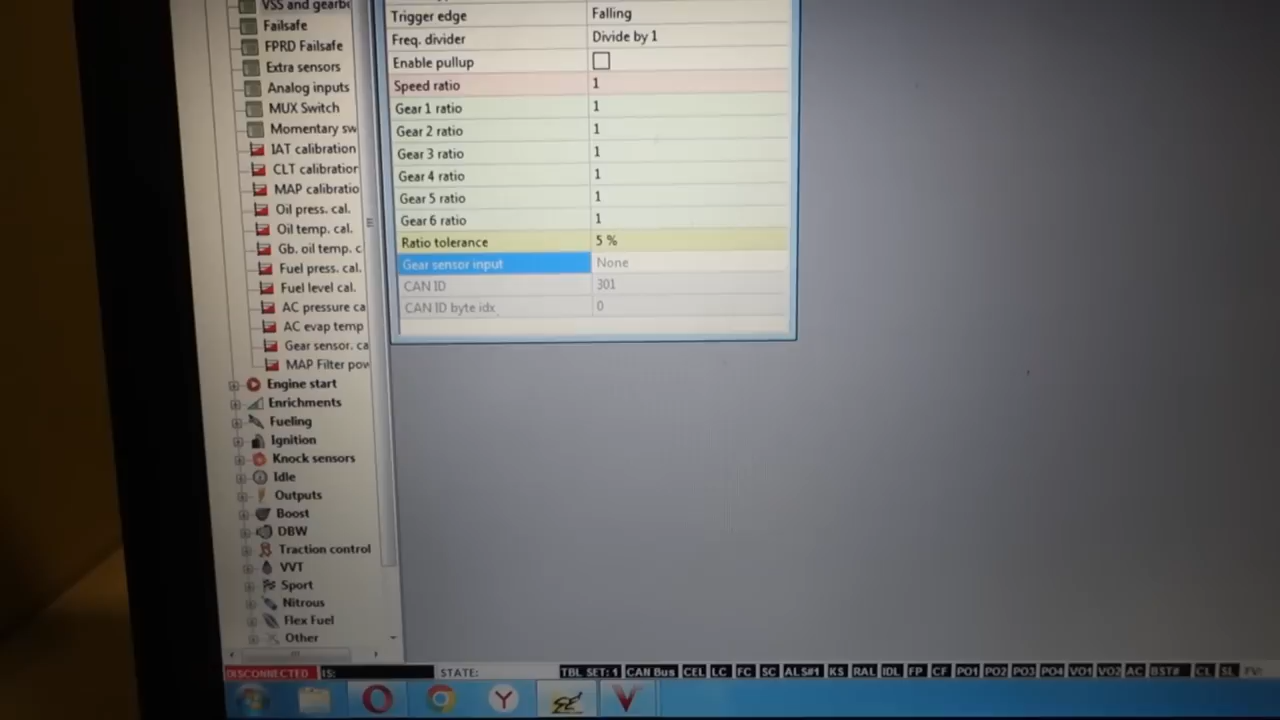 VSS and gearbo
Failsafe
FPRD Failsafe
Extra sensors
Analog inputs
MUX Switch
Momentary sw
IAT calibration
CLT calibration
MAP calibratio
Oil press. cal.
Oil temp. cal.
Gb. oil temp. c
Fuel press. cal.
Fuel level cal.
AC pressure ca
AC evap temp
Gear sensor. ca
MAP Filter pow
Engine start
Enrichments
Fueling
Ignition
Knock sensors
Idle
Outputs
Boost
DBW
Traction control
VVT
Sport
Nitrous
Flex Fuel
Other
Trigger edge Falling
Freq. divider Divide by 1
Enable pullup
Speed ratio 1
Gear 1 ratio 1
Gear 2 ratio 1
Gear 3 ratio 1
Gear 4 ratio 1
Gear 5 ratio 1
Gear 6 ratio 1
Ratio tolerance 5 %
Gear sensor input None
CAN ID 301
CAN ID byte idx 0
DISCONNECTED STATE: TBL SET: 1 CAN Bus CEL LC FC SC ALS#1 KS RAL IDL FP CF PO1 PO2 PO3 PO4 VO1 VO2 AC BST# CL SL